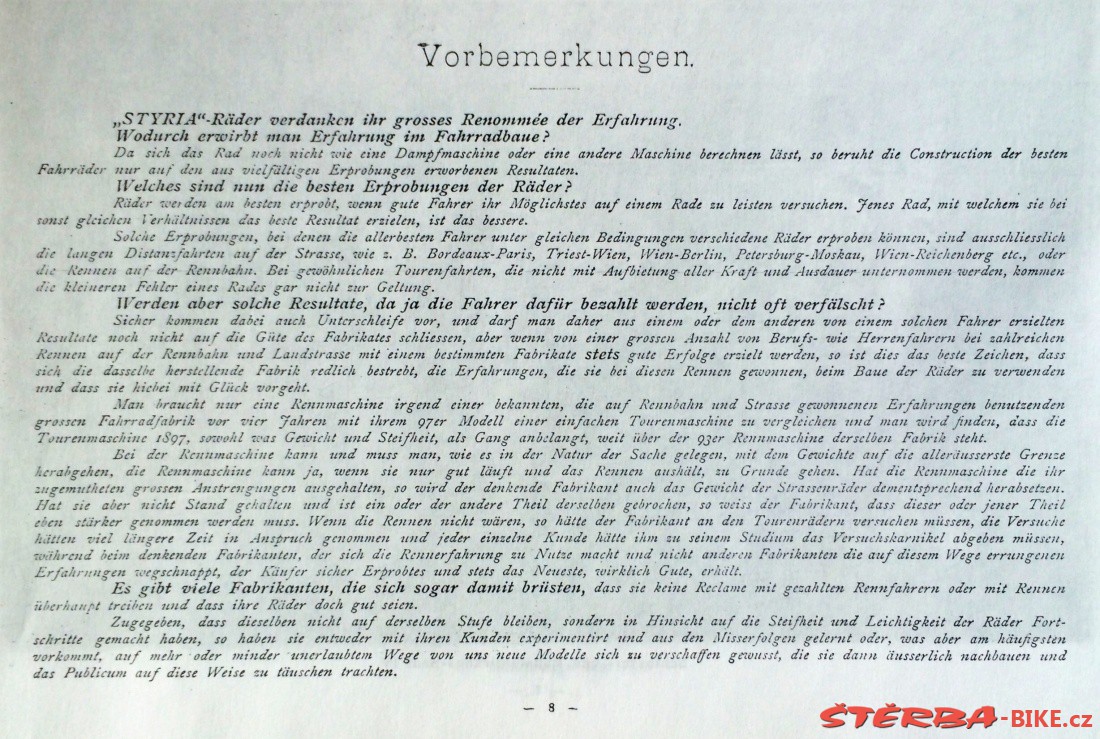 Vorbemerkungen.
„STYRIA“-Räder verdanken ihr grosses Renommée der Erfahrung.
Wodurch erwirbt man Erfahrung im Fahrradbaue?
Da sich das Rad noch nicht wie eine Dampfmaschine oder eine andere Maschine berechnen lässt, so beruht die Construction der besten
Fahrräder nur auf den aus vielfältigen Erprobungen erworbenen Resultaten.
Welches sind nun die besten Erprobungen der Räder?
Räder werden am besten erprobt, wenn gute Fahrer ihr Möglichstes auf einem Rade zu leisten versuchen. Jenes Rad, mit welchem sie bei
sonst gleichen Verhältnissen das beste Resultat erzielen, ist das bessere.
Solche Erprobungen, bei denen die allerbesten Fahrer unter gleichen Bedingungen verschiedene Räder erproben können, sind ausschliesslich
die langen Distanzfahrten auf der Strasse, wie z. B. Bordeaux-Paris, Triest-Wien, Wien-Berlin, Petersburg-Moskau, Wien-Reichenberg etc., oder
die Rennen auf der Rennbahn. Bei gewöhnlichen Tourenfahrten, die nicht mit Aufbietung aller Kraft und Ausdauer unternommen werden, kommen
die kleineren Fehler eines Rades gar nicht zur Geltung.
Werden aber solche Resultate, da ja die Fahrer dafür bezahlt werden, nicht oft verfälscht?
Sicher kommen dabei auch Unterschleife vor, und darf man daher aus einem oder dem anderen von einem solchen Fahrer erzielten
Resultate noch nicht auf die Güte des Fabrikates schliessen, aber wenn von einer grossen Anzahl von Berufs- wie Herrenfahrern bei zahlreichen
Rennen auf der Rennbahn und Landstrasse mit einem bestimmten Fabrikate stets gute Erfolge erzielt werden, so ist dies das beste Zeichen, dass
sich die dasselbe herstellende Fabrik redlich bestrebt, die Erfahrungen, die sie bei diesen Rennen gewonnen, beim Baue der Räder zu verwenden
und dass sie hiebei mit Glück vorgeht.
Man braucht nur eine Rennmaschine irgend einer bekannten, die auf Rennbahn und Strasse gewonnenen Erfahrungen benutzenden
grossen Fahrradfabrik vor vier Jahren mit ihrem 97er Modell einer einfachen Tourenmaschine zu vergleichen und man wird finden, dass die
Tourenmaschine 1897, sowohl was Gewicht und Steifheit, als Gang anbelangt, weit über der 93er Rennmaschine derselben Fabrik steht.
Bei der Rennmaschine kann und muss man, wie es in der Natur der Sache gelegen, mit dem Gewichte auf die alleräusserste Grenze
herabgehen, die Rennmaschine kann ja, wenn sie nur gut läuft und das Rennen aushält, zu Grunde gehen. Hat die Rennmaschine die ihr
zugemutheten grossen Anstrengungen ausgehalten, so wird der denkende Fabrikant auch das Gewicht der Strassenräder dementsprechend herabsetzen.
Hat sie aber nicht Stand gehalten und ist ein oder der andere Theil derselben gebrochen, so weiss der Fabrikant, dass dieser oder jener Theil
eben stärker genommen werden muss. Wenn die Rennen nicht wären, so hätte der Fabrikant an den Tourenrädern versuchen müssen, die Versuche
hätten viel längere Zeit in Anspruch genommen und jeder einzelne Kunde hätte ihm zu seinem Studium das Versuchskarnikel abgeben müssen,
während beim denkenden Fabrikanten, der sich die Rennerfahrung zu Nutze macht und nicht anderen Fabrikanten die auf diesem Wege errungenen
Erfahrungen wegschnappt, der Käufer sicher Erprobtes und stets das Neueste, wirklich Gute, erhält.
Es gibt viele Fabrikanten, die sich sogar damit brüsten, dass sie keine Reclame mit gezahlten Rennfahrern oder mit Rennen
überhaupt treiben und dass ihre Räder doch gut seien.
Zugegeben, dass dieselben nicht auf derselben Stufe bleiben, sondern in Hinsicht auf die Steifheit und Leichtigkeit der Räder Fort-
schritte gemacht haben, so haben sie entweder mit ihren Kunden experimentirt und aus den Misserfolgen gelernt oder, was aber am häufigsten
vorkommt, auf mehr oder minder unerlaubtem Wege von uns neue Modelle sich zu verschaffen gewusst, die sie dann äusserlich nachbauen und
das Publicum auf diese Weise zu täuschen trachten.
— 8 —
ŠTĚRBA-BIKE.cz